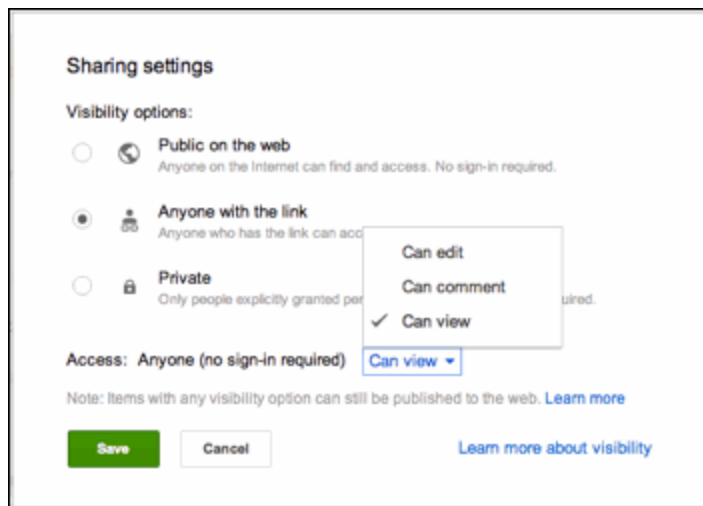 Sharing settings
Visibility options:
Public on the web
Anyone on the Internet can find and access. No sign-in required.
Anyone with the link
Anyone who has the link can acc
Can edit
Private
Can comment
Only people explicitly granted per
uired.
Can view
Access: Anyone (no sign-in required) Can view
Note: Items with any visibility option can still be published to the web. Learn more
Save Cancel Learn more about visibility